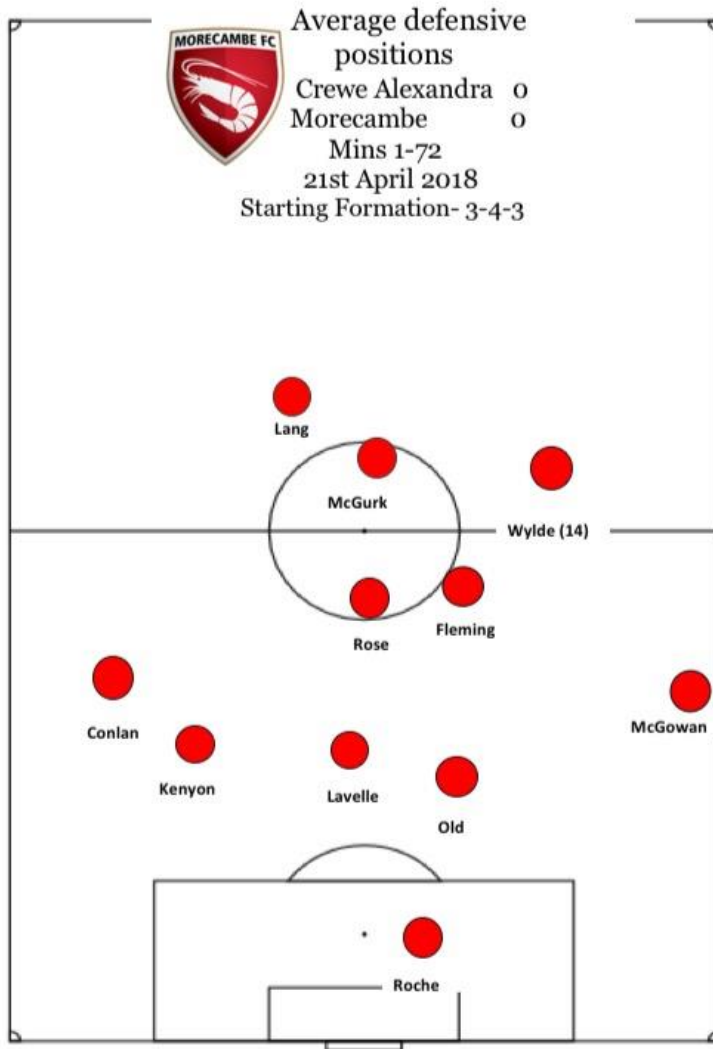 MORECAMBE FC
Average defensive
positions
Crewe Alexandra 0
Morecambe 0
Mins 1-72
21st April 2018
Starting Formation- 3-4-3
Lang
McGurk
Wylde (14)
Rose
Fleming
Conlan
McGowan
Kenyon
Lavelle
Old
Roche